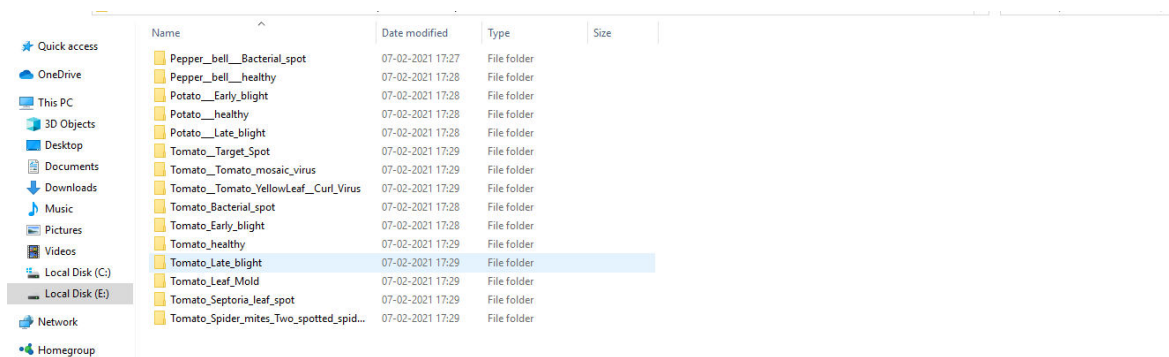 Name Date modified Type Size
Quick access
OneDrive
This PC
3D Objects
Desktop
Documents
Downloads
Music
Pictures
Videos
Local Disk (C:)
Local Disk (E:)
Network
Homegroup
Pepper__bell___Bacterial_spot 07-02-2021 17:27 File folder
Pepper__bell___healthy 07-02-2021 17:28 File folder
Potato___Early_blight 07-02-2021 17:28 File folder
Potato___healthy 07-02-2021 17:28 File folder
Potato___Late_blight 07-02-2021 17:28 File folder
Tomato__Target_Spot 07-02-2021 17:29 File folder
Tomato__Tomato_mosaic_virus 07-02-2021 17:29 File folder
Tomato__Tomato_YellowLeaf__Curl_Virus 07-02-2021 17:29 File folder
Tomato_Bacterial_spot 07-02-2021 17:28 File folder
Tomato_Early_blight 07-02-2021 17:28 File folder
Tomato_healthy 07-02-2021 17:29 File folder
Tomato_Late_blight 07-02-2021 17:29 File folder
Tomato_Leaf_Mold 07-02-2021 17:29 File folder
Tomato_Septoria_leaf_spot 07-02-2021 17:29 File folder
Tomato_Spider_mites_Two_spotted_spid... 07-02-2021 17:29 File folder